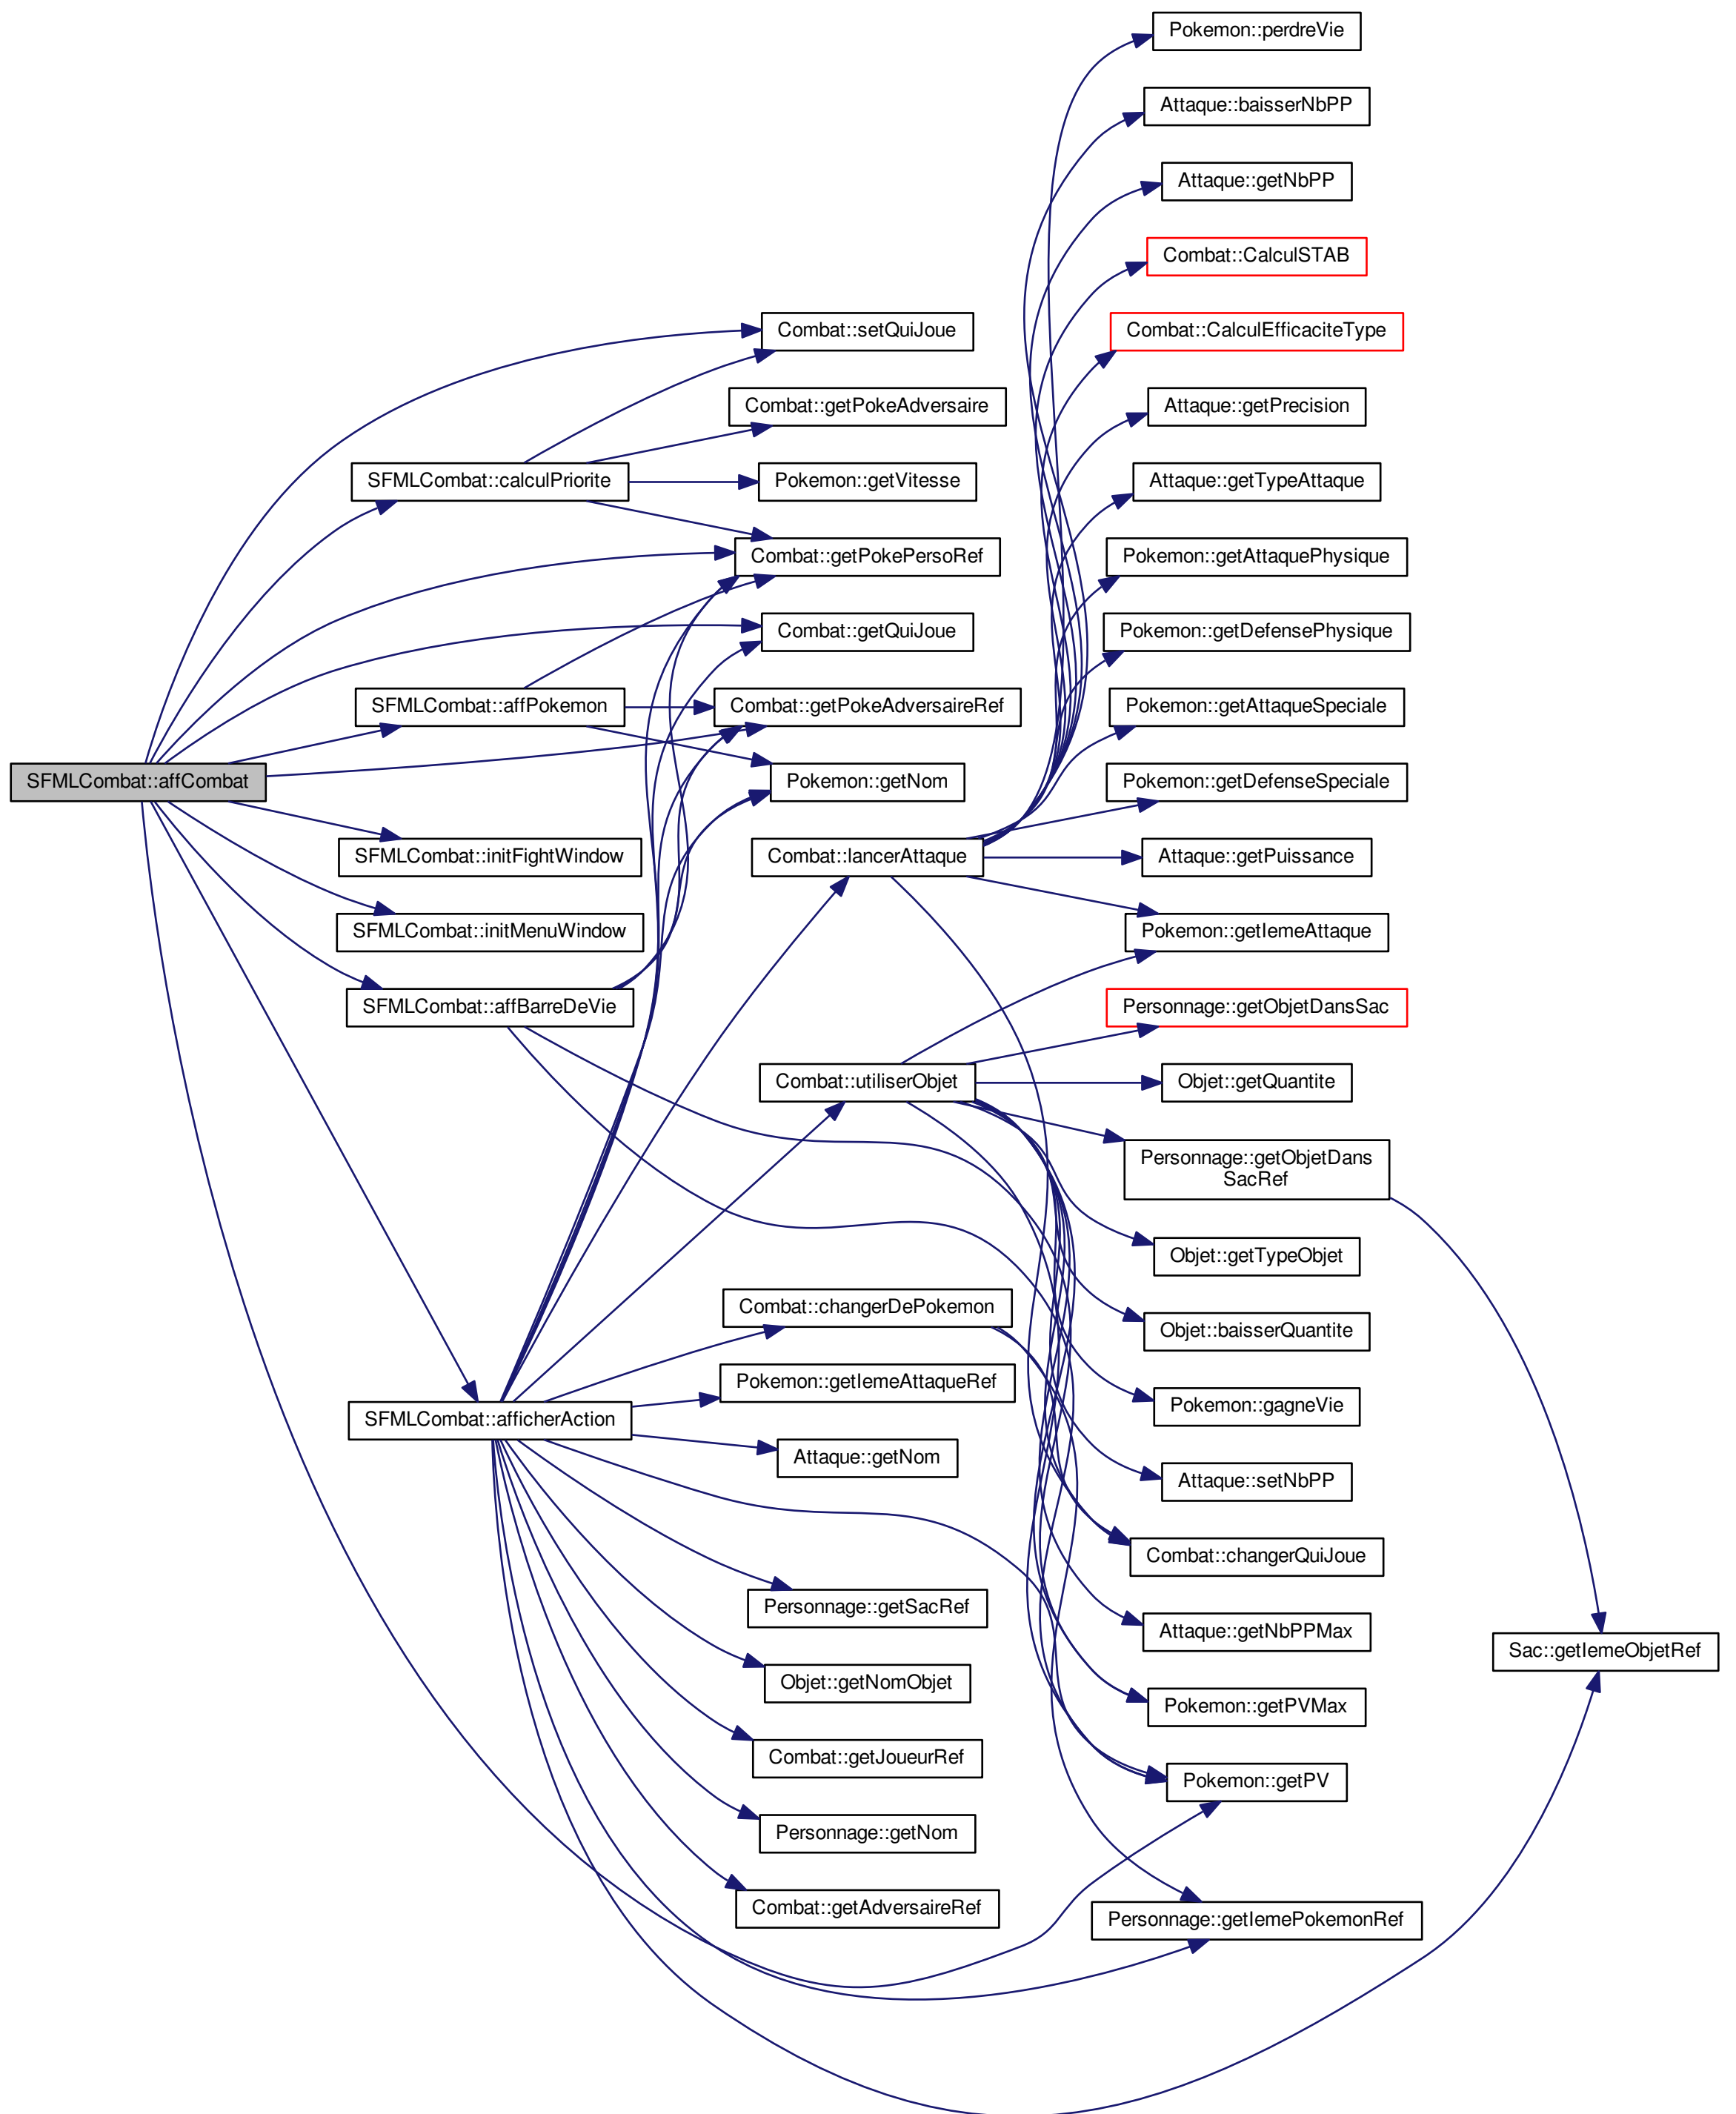 Pokemon::perdreVie
Attaque::baisserNbPP
Attaque::getNbPP
Combat::CalculSTAB
Combat::setQuiJoue
Combat::CalculEfficaciteType
Combat::getPokeAdversaire
Attaque::getPrecision
SFMLCombat::calculPriorite
Pokemon::getVitesse
Attaque::getTypeAttaque
Combat::getPokePersoRef
Pokemon::getAttaquePhysique
Combat::getQuiJoue
Pokemon::getDefensePhysique
SFMLCombat::affPokemon
Combat::getPokeAdversaireRef
Pokemon::getAttaqueSpeciale
SFMLCombat::affCombat
Pokemon::getNom
Pokemon::getDefenseSpeciale
SFMLCombat::initFightWindow
Combat::lancerAttaque
Attaque::getPuissance
SFMLCombat::initMenuWindow
Pokemon::getIemeAttaque
SFMLCombat::affBarreDeVie
Personnage::getObjetDansSac
Combat::utiliserObjet
Objet::getQuantite
Personnage::getObjetDans
SacRef
Objet::getTypeObjet
Combat::changerDePokemon
Objet::baisserQuantite
Pokemon::getIemeAttaqueRef
SFMLCombat::afficherAction
Pokemon::gagneVie
Attaque::getNom
Attaque::setNbPP
Combat::changerQuiJoue
Personnage::getSacRef
Attaque::getNbPPMax
Sac::getIemeObjetRef
Objet::getNomObjet
Pokemon::getPVMax
Combat::getJoueurRef
Pokemon::getPV
Personnage::getNom
Combat::getAdversaireRef
Personnage::getIemePokemonRef